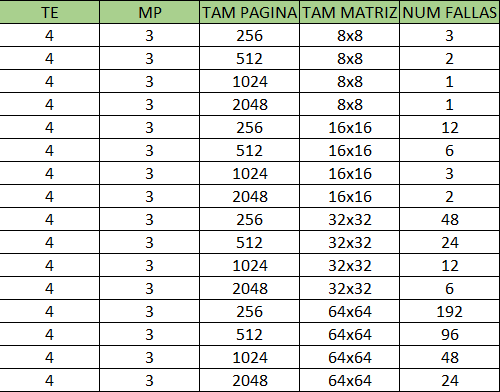 TE MP TAM PAGINA TAM MATRIZ NUM FALLAS
4 3 256 8x8 3
4 3 512 8x8 2
4 3 1024 8x8 1
4 3 2048 8x8 1
4 3 256 16x16 12
4 3 512 16x16 6
4 3 1024 16x16 3
4 3 2048 16x16 2
4 3 256 32x32 48
4 3 512 32x32 24
4 3 1024 32x32 12
4 3 2048 32x32 6
4 3 256 64x64 192
4 3 512 64x64 96
4 3 1024 64x64 48
4 3 2048 64x64 24